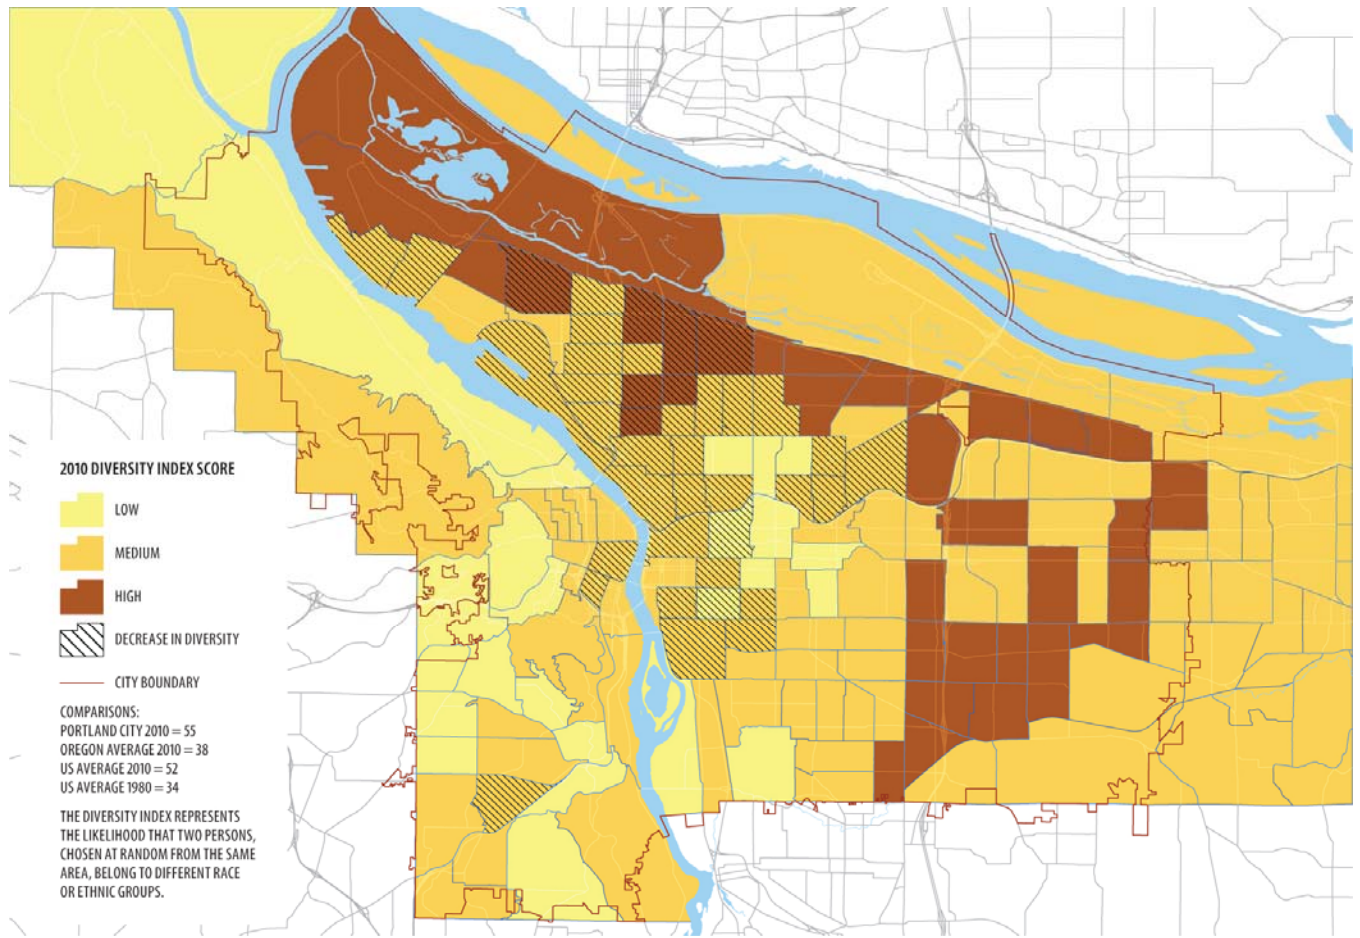 2010 DIVERSITY INDEX SCORE
LOW
MEDIUM
HIGH
DECREASE IN DIVERSITY
CITY BOUNDARY
COMPARISONS:
PORTLAND CITY 2010 = 55
OREGON AVERAGE 2010 = 38
US AVERAGE 2010 = 52
US AVERAGE 1980 = 34
THE DIVERSITY INDEX REPRESENTS
THE LIKELIHOOD THAT TWO PERSONS,
CHOSEN AT RANDOM FROM THE SAME
AREA, BELONG TO DIFFERENT RACE
OR ETHNIC GROUPS.